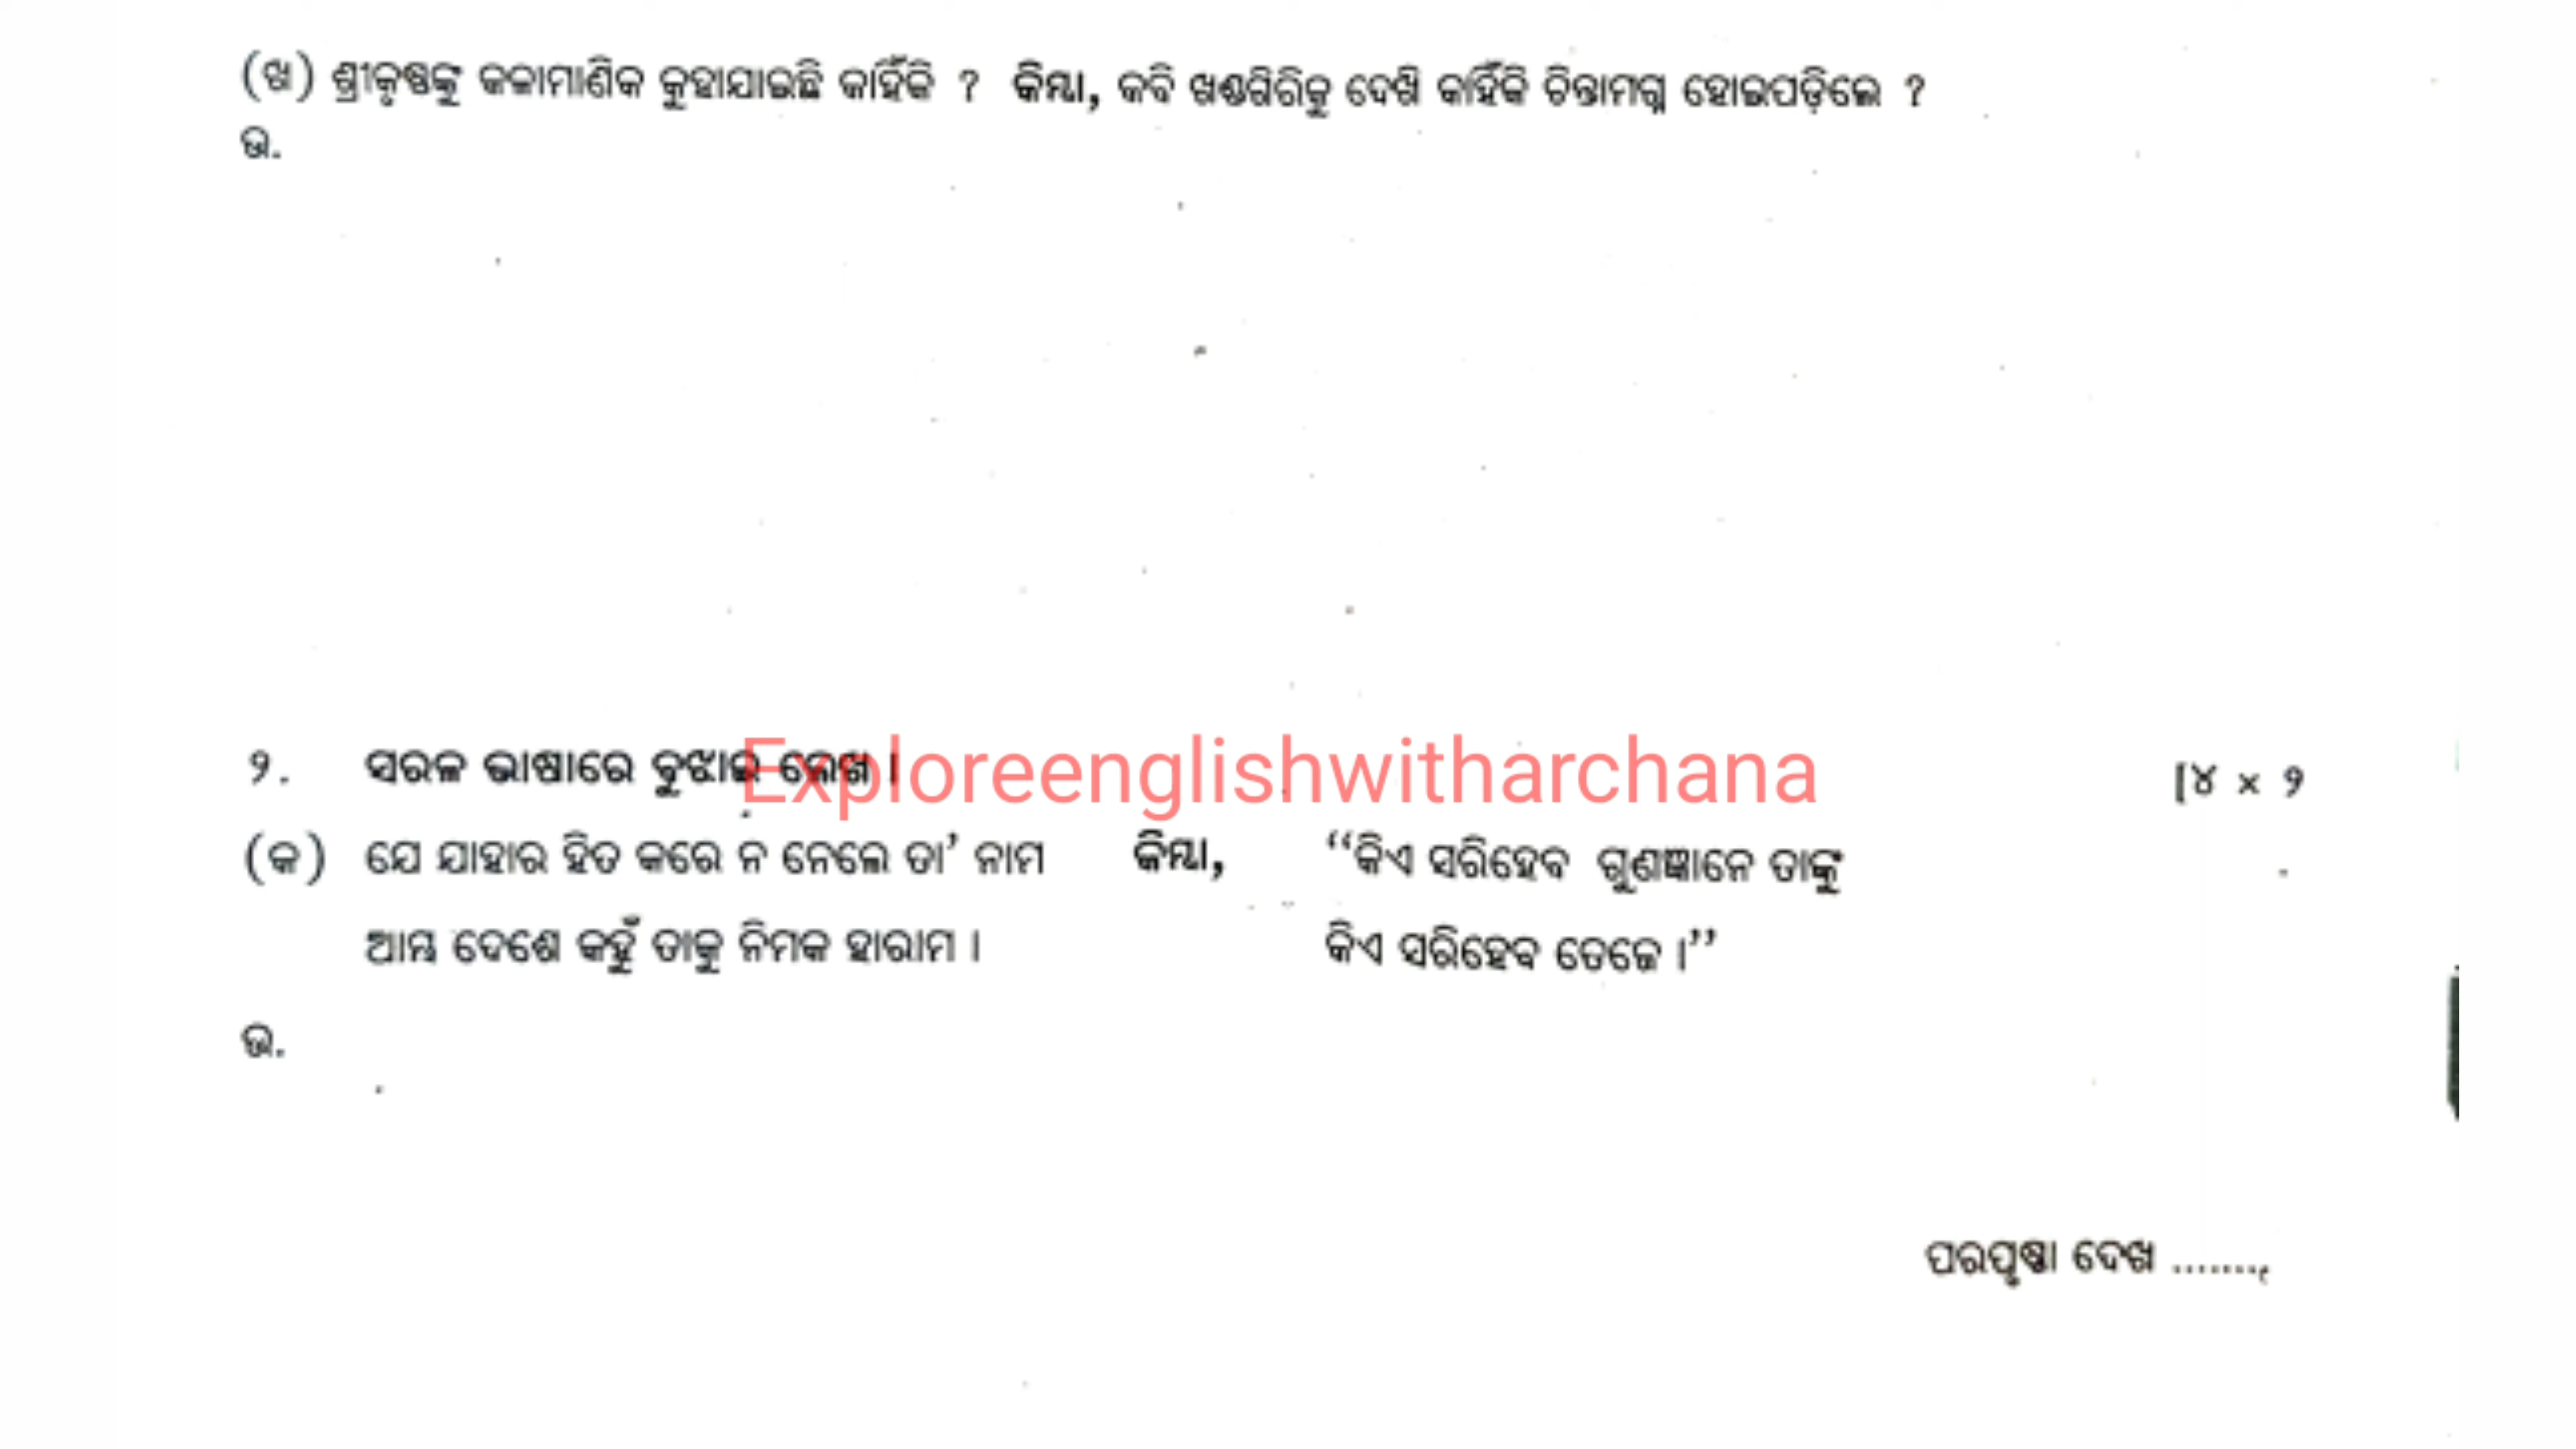 (ଖ) ଶ୍ରୀକୃଷ୍ଣଙ୍କୁ କଳାମାଣିକ କୁହାଯାଇଛି କାହିଁକି ? କିମ୍ବା, କବି ଖଣ୍ଡଗିରିକୁ ଦେଖି କାହିଁକି ଚିନ୍ତାମଗ୍ନ ହୋଇପଡ଼ିଲେ ?
ଉ.
୨. ସରଳ ଭାଷାରେ ବୁଝାଇ ଲେଖ । [୪ × ୨
Exploreenglishwitharchana
(କ) ଯେ ଯାହାର ହିତ କରେ ନ ନେଲେ ତା’ ନାମ କିମ୍ବା, “କିଏ ସରିହେବ ଗୁଣଜ୍ଞାନେ ତାଙ୍କୁ
ଆମ୍ଭ ଦେଶେ କହୁଁ ତାକୁ ନିମକ ହାରାମ । କିଏ ସରିହେବ ତେଜେ ।”
ଉ.
ପରପୃଷ୍ଠା ଦେଖ ........